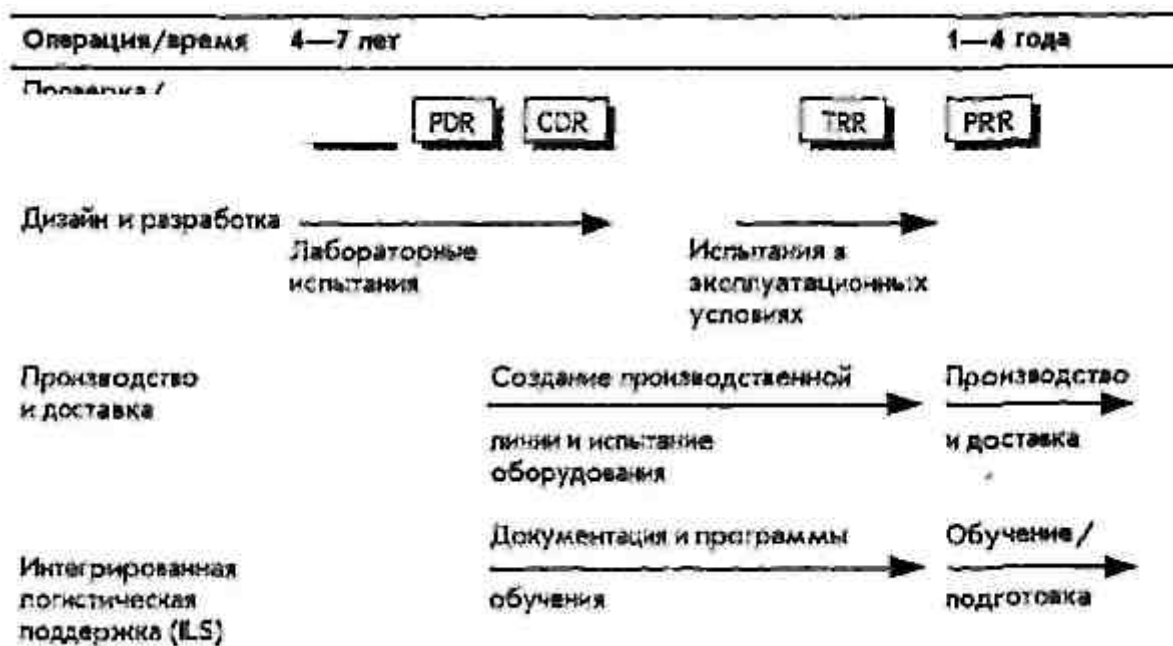 Операция/время 4—7 лет 1—4 года
Проверка/
PDR CDR TRR PRR
Дизайн и разработка
Лабораторные
испытания
Испытания в
эксплуатационных
условиях
Производство
и доставка
Создание производственной
линии и испытание
оборудования
Производство
и доставка
Документация и программы
обучения
Обучение/
подготовка
Интегрированная
логистическая
поддержка (ILS)